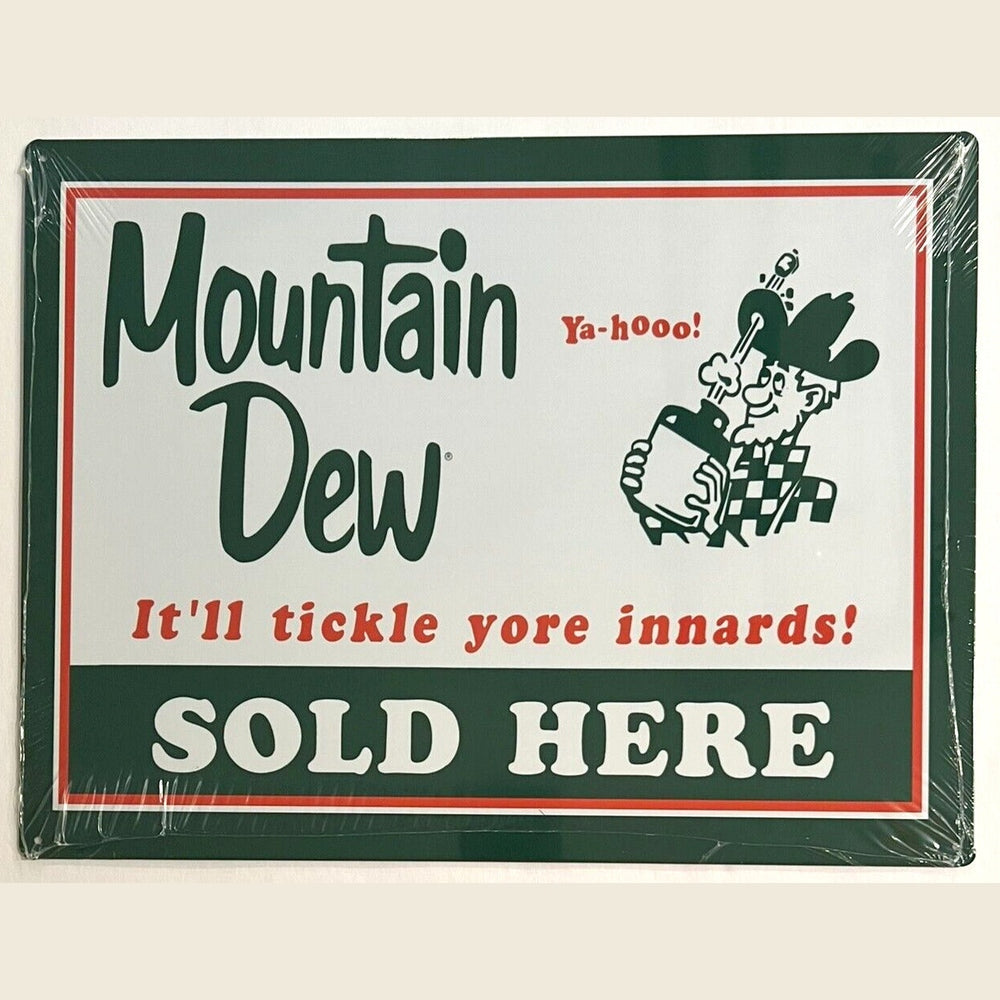 Mountain
Dew®
Ya-hooo!
It'll tickle yore innards!
SOLD HERE